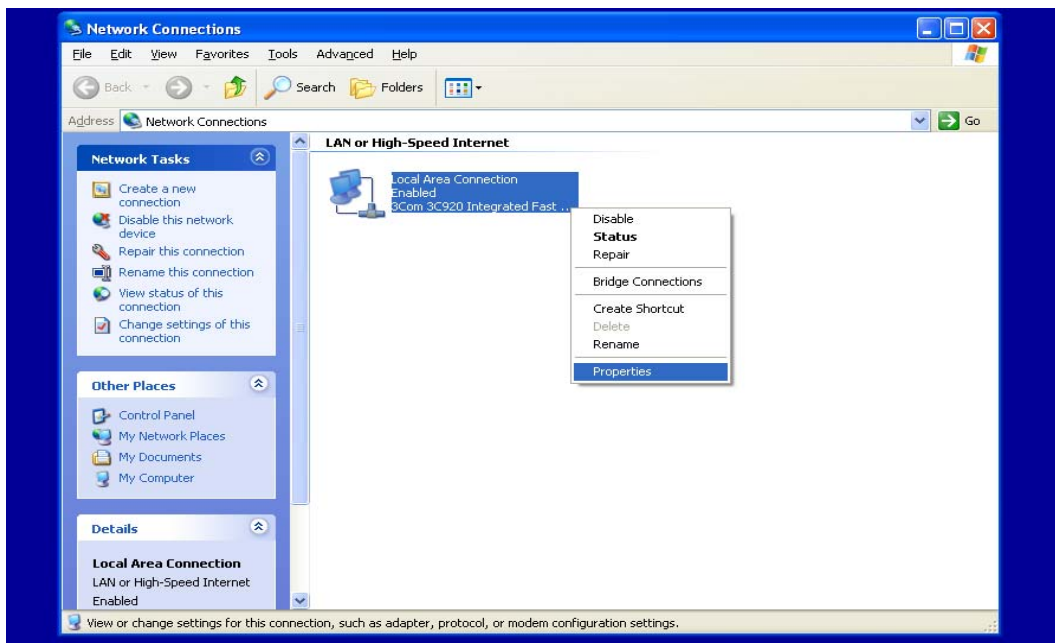 Network Connections
File Edit View Favorites Tools Advanced Help
Back Search Folders
Address Network Connections Go
Network Tasks
Create a new
connection
Disable this network
device
Repair this connection
Rename this connection
View status of this
connection
Change settings of this
connection
Other Places
Control Panel
My Network Places
My Documents
My Computer
Details
Local Area Connection
LAN or High-Speed Internet
Enabled
LAN or High-Speed Internet
Local Area Connection
Enabled
3Com 3C920 Integrated Fast ...
Disable
Status
Repair
Bridge Connections
Create Shortcut
Delete
Rename
Properties
View or change settings for this connection, such as adapter, protocol, or modem configuration settings.